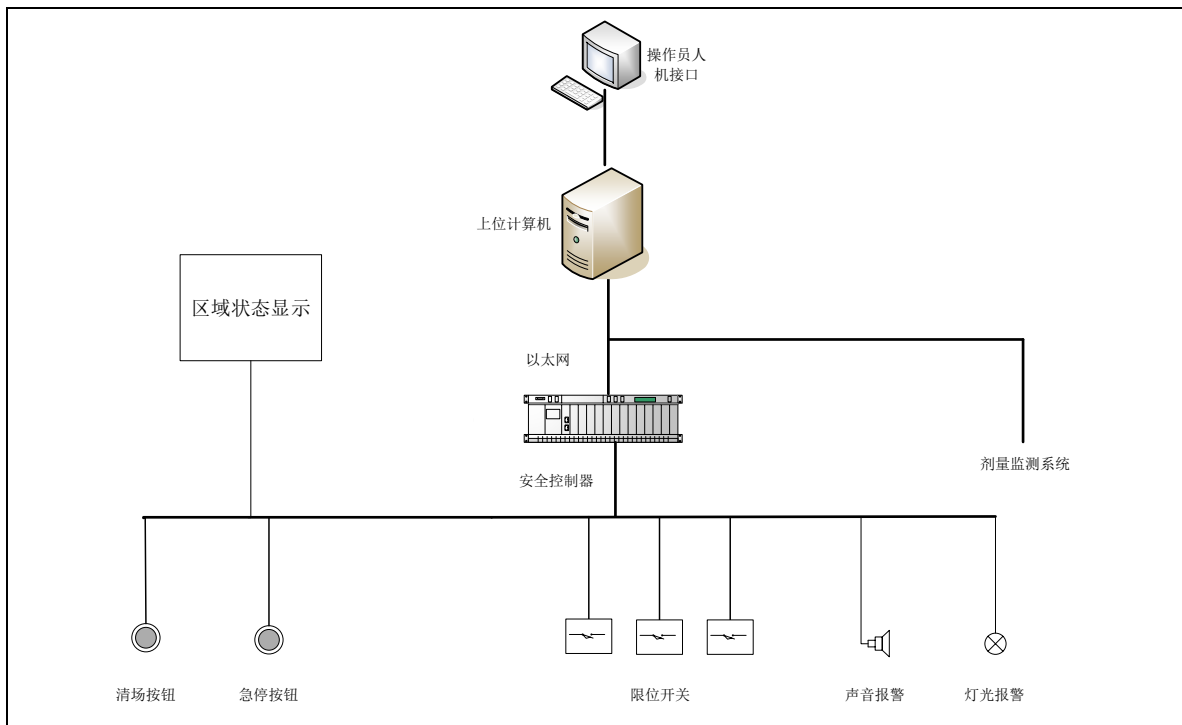 操作员人
机接口
上位计算机
区域状态显示
以太网
安全控制器
剂量监测系统
清场按钮
急停按钮
限位开关
声音报警
灯光报警